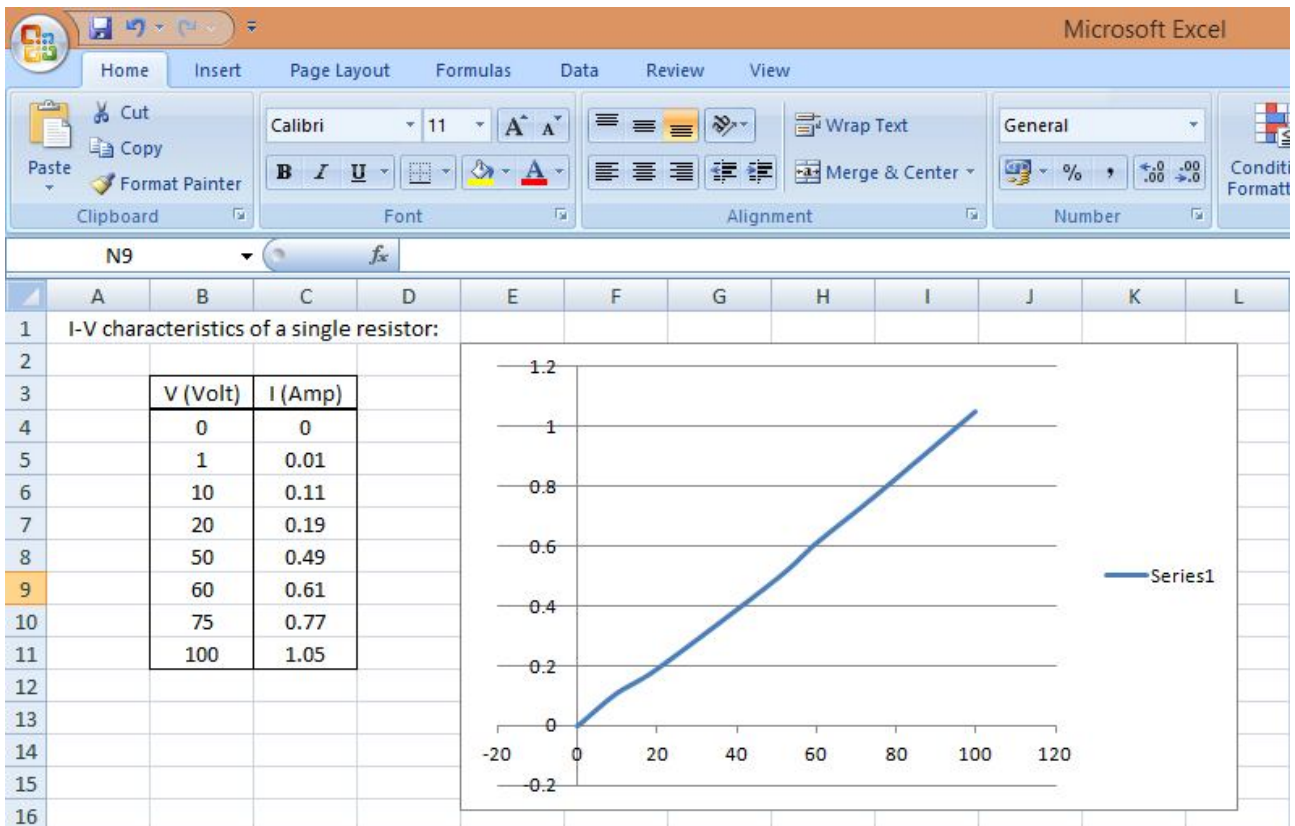 Microsoft Excel
Home Insert Page Layout Formulas Data Review View
Cut
Copy
Format Painter
Paste
Clipboard
Calibri 11
B I U
Font
Wrap Text
Merge & Center
Alignment
General
% ,
Number
Conditi
Formatt
N9 fx
A B C D E F G H I J K L
1 I-V characteristics of a single resistor:
2
3 V (Volt) I (Amp)
4 0 0
5 1 0.01
6 10 0.11
7 20 0.19
8 50 0.49
9 60 0.61
10 75 0.77
11 100 1.05
12
13
14
15
16
1.2
1
0.8
0.6
0.4
0.2
0
-0.2
-20 0 20 40 60 80 100 120
Series1